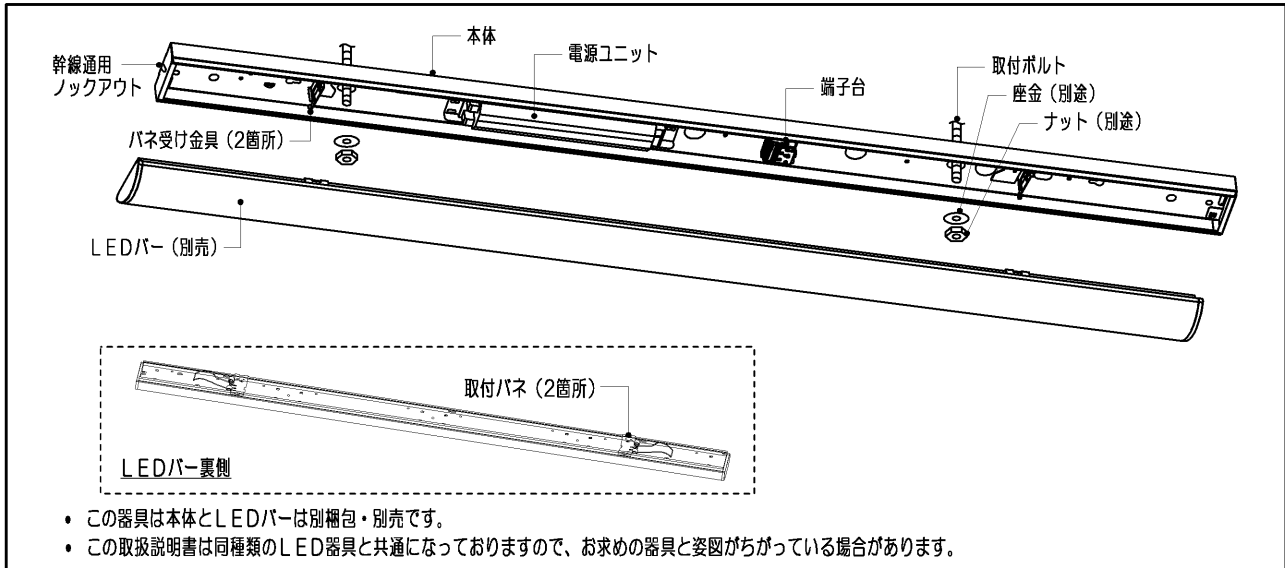 本体
電源ユニット
幹線通用
ノックアウト
取付ボルト
端子台
座金（別途）
ナット（別途）
バネ受け金具（2箇所）
ＬＥＤバー（別売）
取付バネ（2箇所）
ＬＥＤバー裏側
• この器具は本体とＬＥＤバーは別梱包・別売です。
• この取扱説明書は同種類のＬＥＤ器具と共通になっておりますので、お求めの器具と姿図がちがっている場合があります。